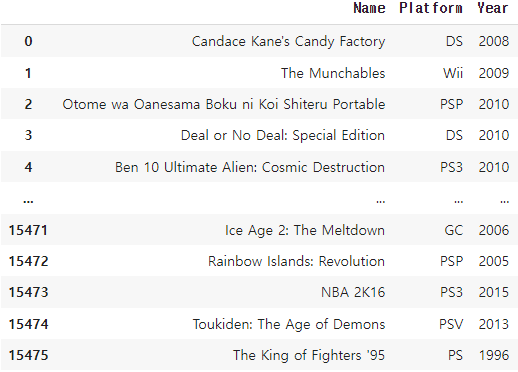 Name Platform Year
0 Candace Kane's Candy Factory DS 2008
1 The Munchables Wii 2009
2 Otome wa Oanesama Boku ni Koi Shiteru Portable PSP 2010
3 Deal or No Deal: Special Edition DS 2010
4 Ben 10 Ultimate Alien: Cosmic Destruction PS3 2010
... ... ... ...
15471 Ice Age 2: The Meltdown GC 2006
15472 Rainbow Islands: Revolution PSP 2005
15473 NBA 2K16 PS3 2015
15474 Toukiden: The Age of Demons PSV 2013
15475 The King of Fighters '95 PS 1996